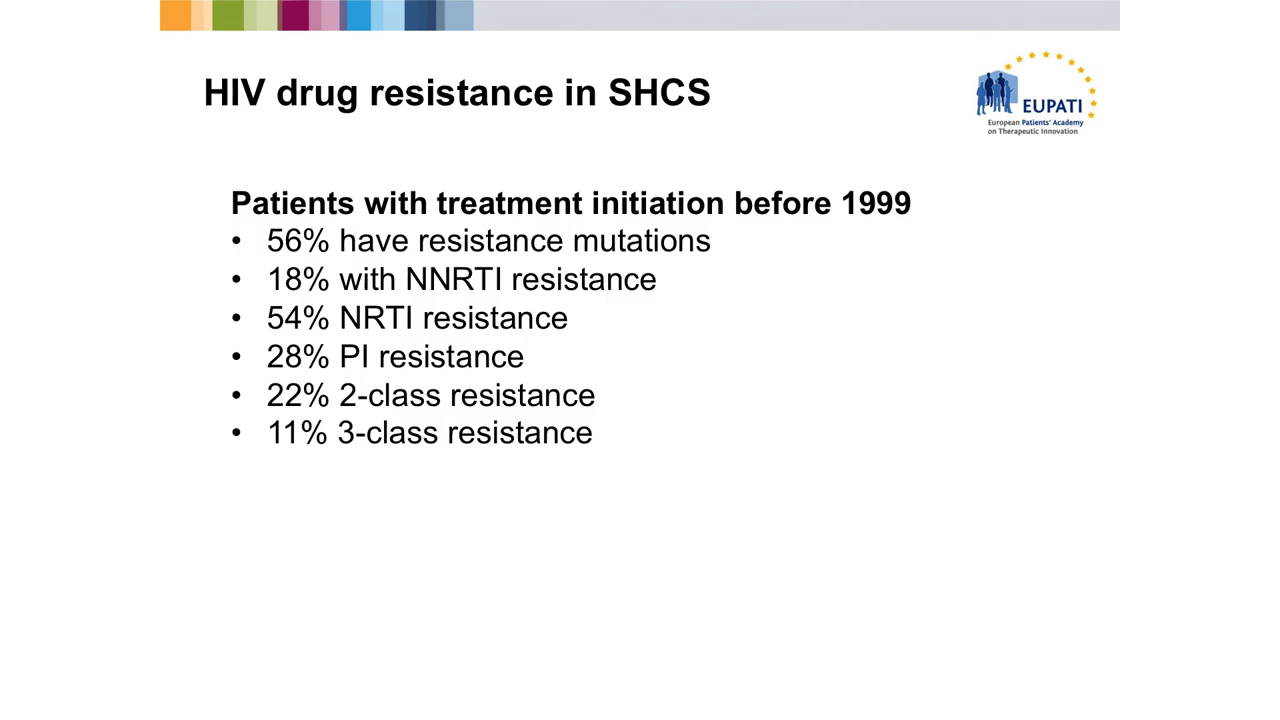 HIV drug resistance in SHCS
EUPATI
European Patients' Academy
on Therapeutic Innovation
Patients with treatment initiation before 1999
• 56% have resistance mutations
• 18% with NNRTI resistance
• 54% NRTI resistance
• 28% PI resistance
• 22% 2-class resistance
• 11% 3-class resistance